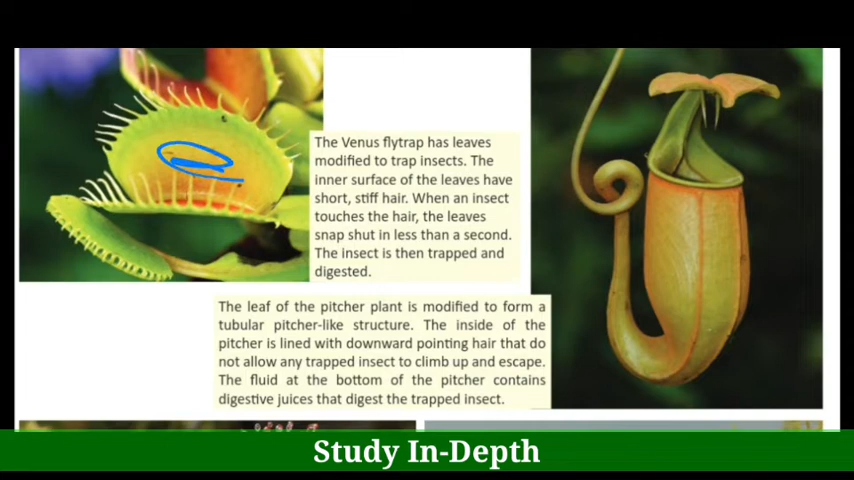 The Venus flytrap has leaves
modified to trap insects. The
inner surface of the leaves have
short, stiff hair. When an insect
touches the hair, the leaves
snap shut in less than a second.
The insect is then trapped and
digested.
The leaf of the pitcher plant is modified to form a
tubular pitcher-like structure. The inside of the
pitcher is lined with downward pointing hair that do
not allow any trapped insect to climb up and escape.
The fluid at the bottom of the pitcher contains
digestive juices that digest the trapped insect.
Study In-Depth